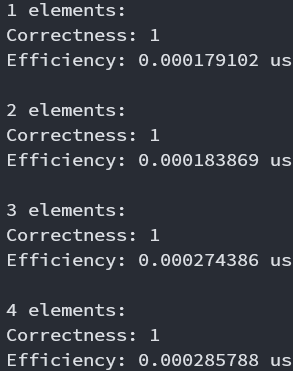 1 elements:
Correctness: 1
Efficiency: 0.000179102 us
2 elements:
Correctness: 1
Efficiency: 0.000183869 us
3 elements:
Correctness: 1
Efficiency: 0.000274386 us
4 elements:
Correctness: 1
Efficiency: 0.000285788 us